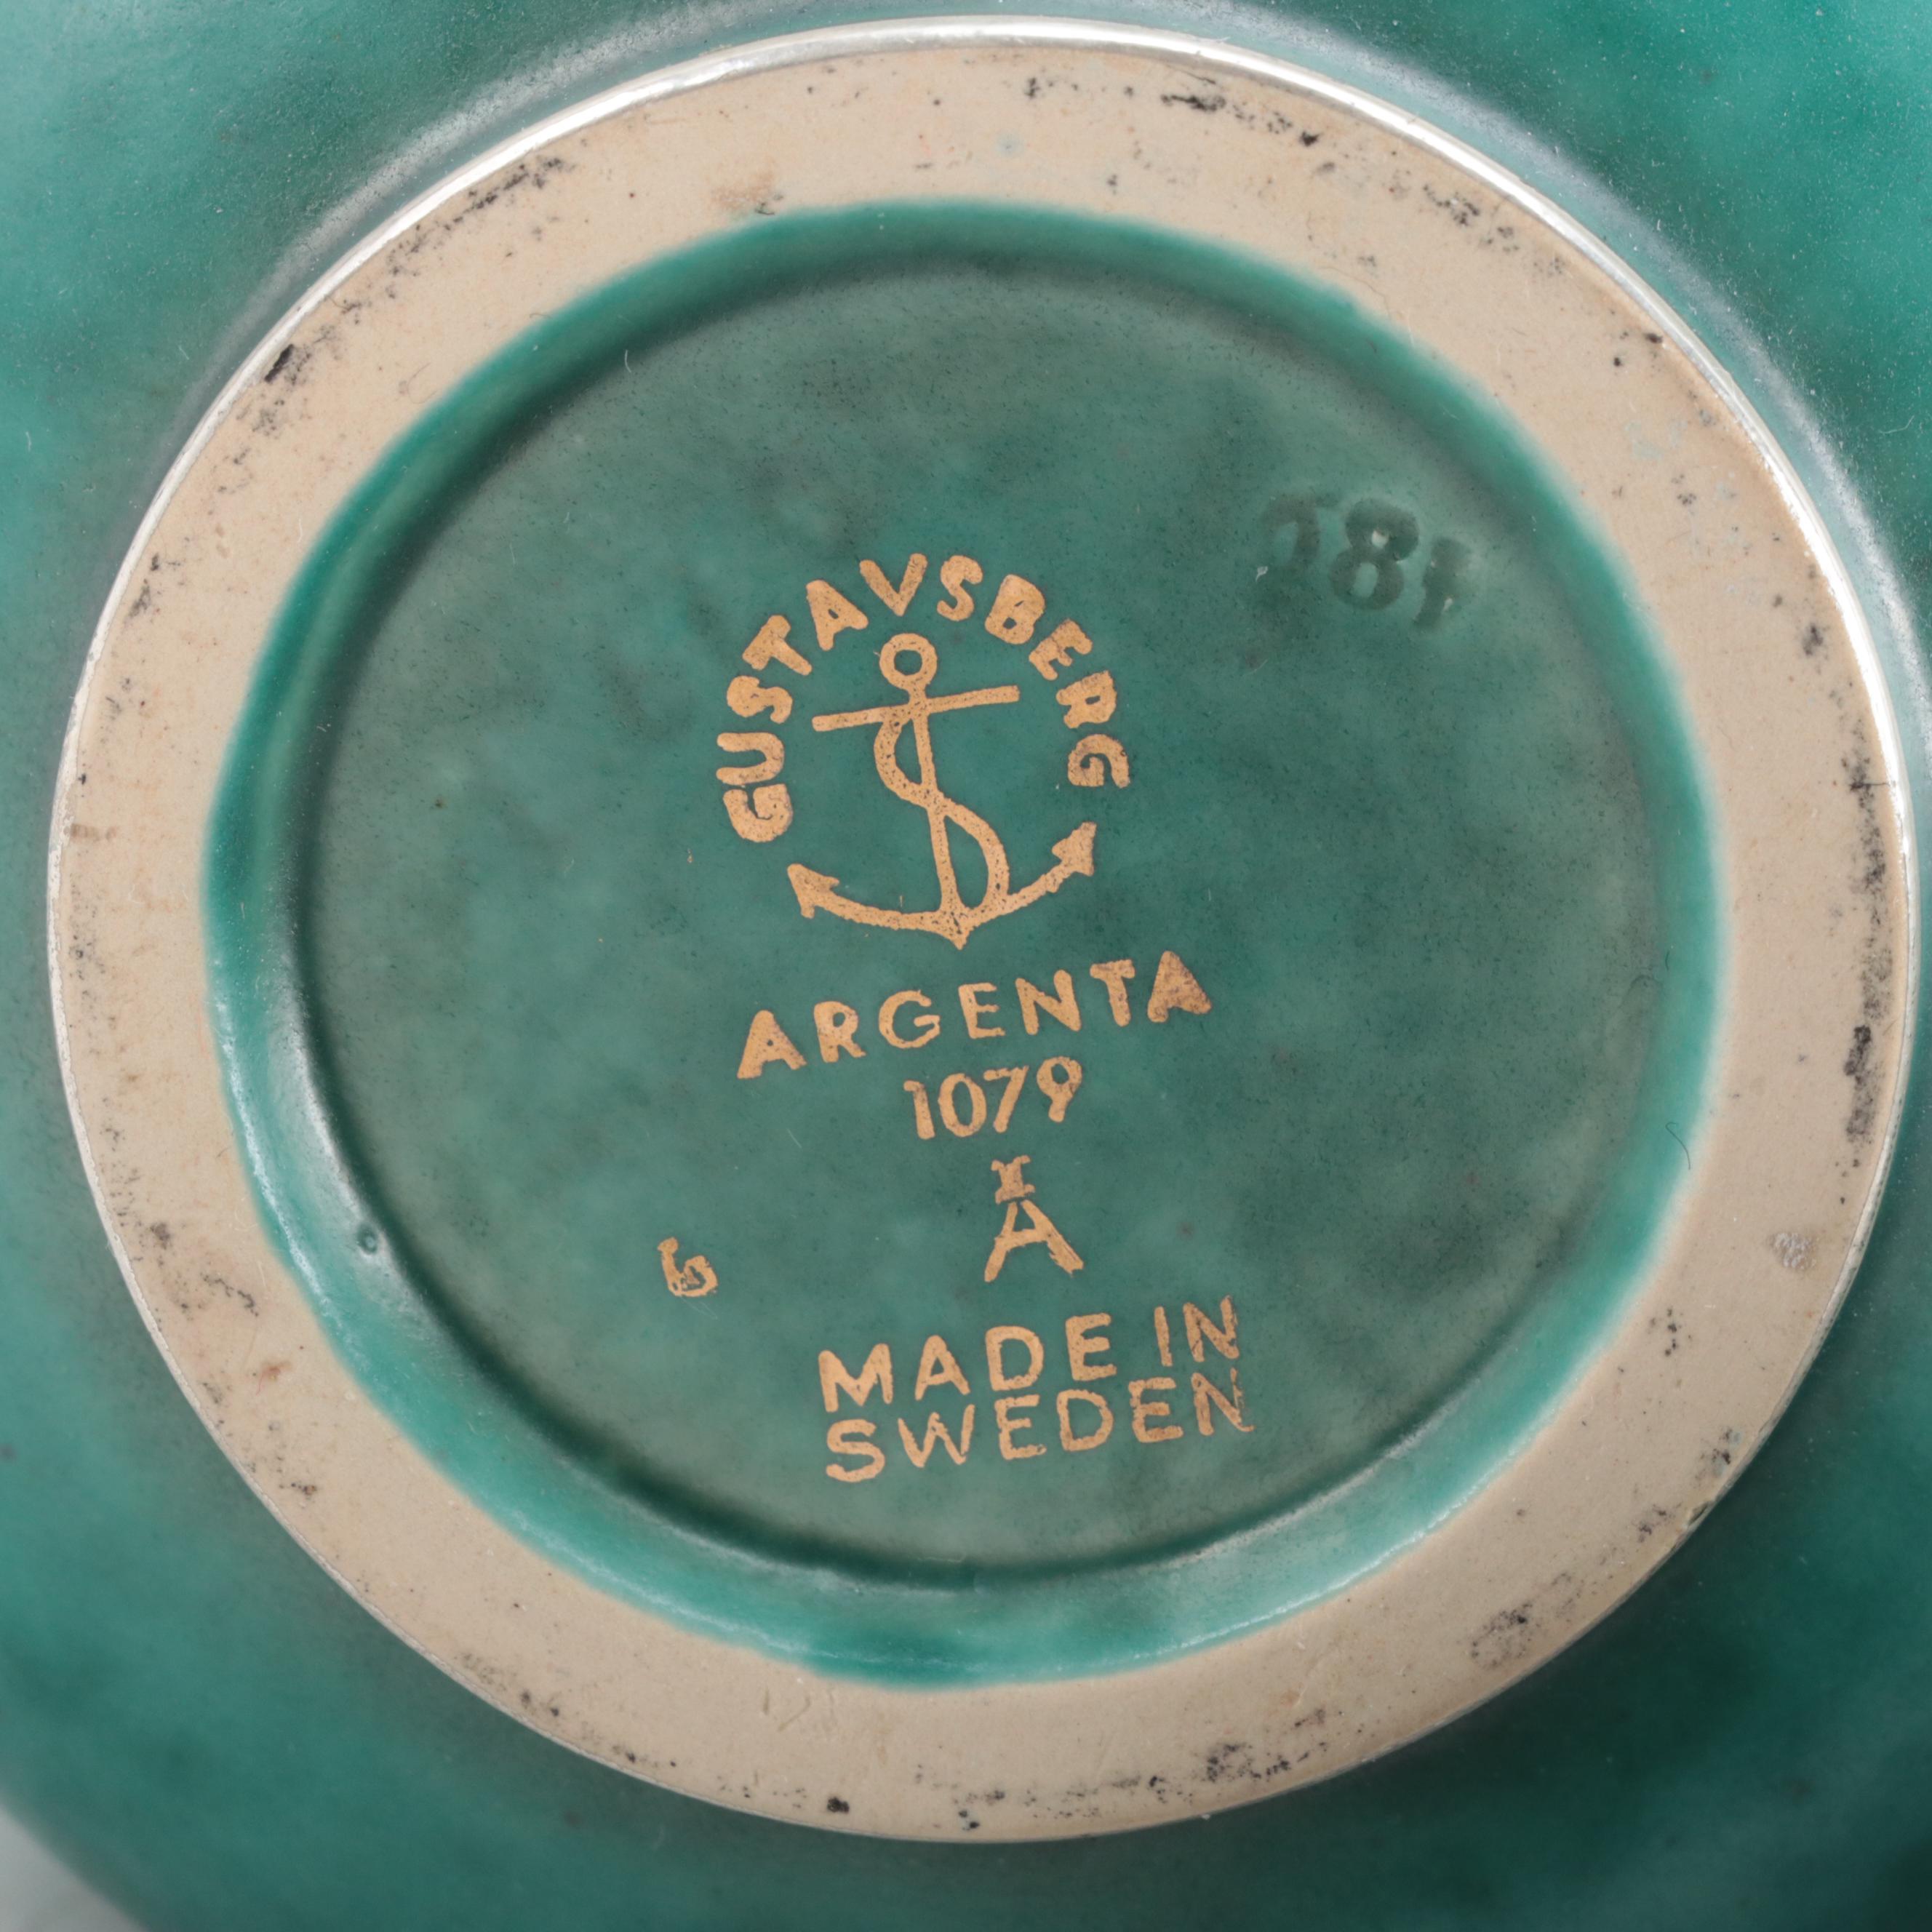 GUSTAVSBERG
ARGENTA
1079
I
A
MADE IN
SWEDEN